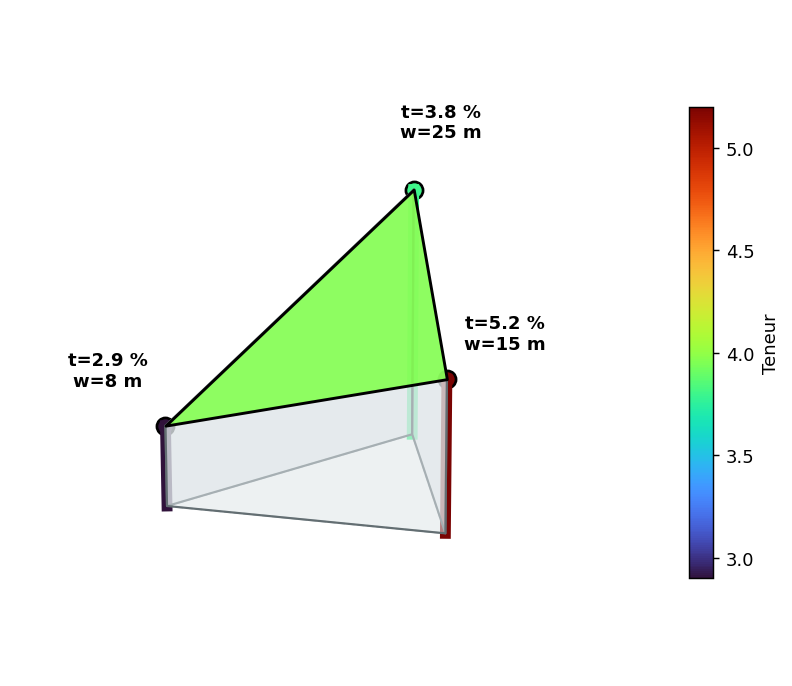 t=3.8 %
w=25 m
t=5.2 %
w=15 m
t=2.9 %
w=8 m
5.0
4.5
4.0
3.5
3.0
Teneur